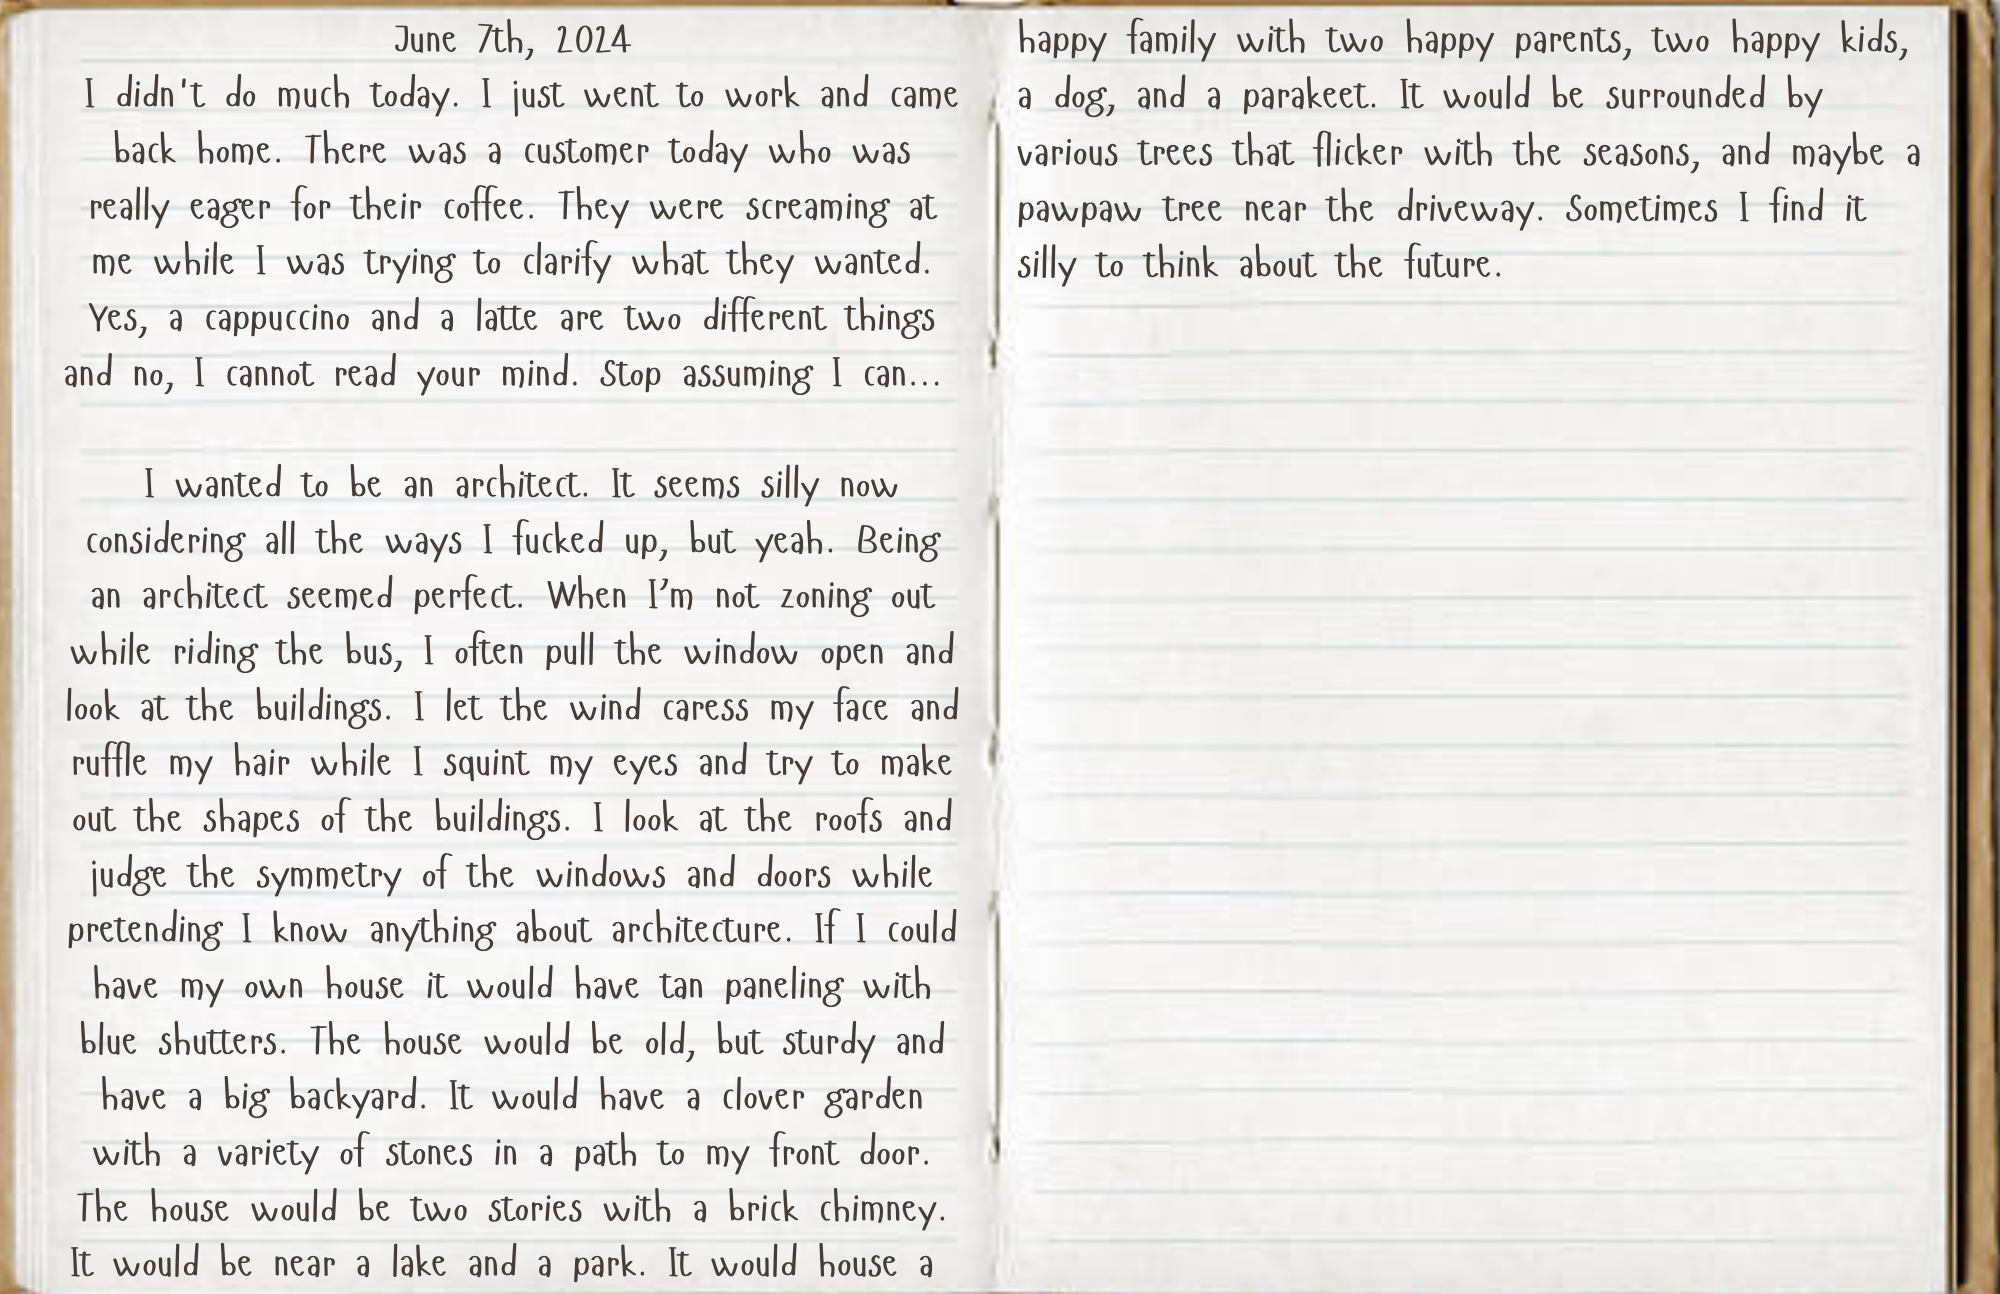 June 7th, 2024
I didn't do much today. I just went to work and came
back home. There was a customer today who was
really eager for their coffee. They were screaming at
me while I was trying to clarify what they wanted.
Yes, a cappuccino and a latte are two different things
and no, I cannot read your mind. Stop assuming I can...
I wanted to be an architect. It seems silly now
considering all the ways I fucked up, but yeah. Being
an architect seemed perfect. When I’m not zoning out
while riding the bus, I often pull the window open and
look at the buildings. I let the wind caress my face and
ruffle my hair while I squint my eyes and try to make
out the shapes of the buildings. I look at the roofs and
judge the symmetry of the windows and doors while
pretending I know anything about architecture. If I could
have my own house it would have tan paneling with
blue shutters. The house would be old, but sturdy and
have a big backyard. It would have a clover garden
with a variety of stones in a path to my front door.
The house would be two stories with a brick chimney.
It would be near a lake and a park. It would house a
happy family with two happy parents, two happy kids,
a dog, and a parakeet. It would be surrounded by
various trees that flicker with the seasons, and maybe a
pawpaw tree near the driveway. Sometimes I find it
silly to think about the future.